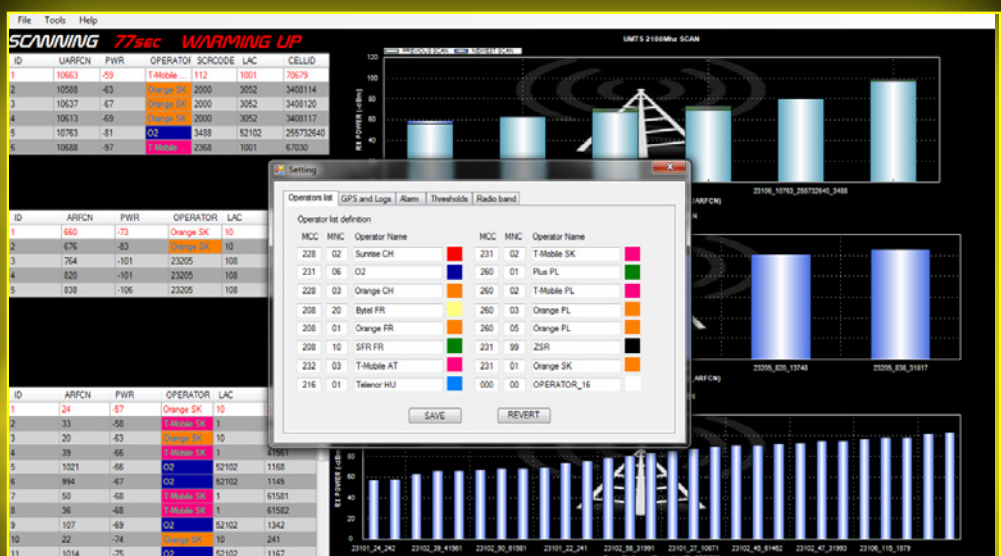 File Tools Help
SCANNING 77sec WARMING UP
UMTS 2100Mhz SCAN
PREVIOUS SCAN NEWEST SCAN
ID UARFCN PWR OPERATOR SCRCODE LAC CELLID
1 10663 -59 T-Mobile ... 112 1001 70679
2 10588 -63 Orange SK 2000 3052 3408114
3 10637 -67 Orange SK 2000 3052 3408120
4 10613 -69 Orange SK 2000 3052 3408117
5 10763 -81 O2 3488 52102 255732640
6 10688 -97 T-Mobile ... 2368 1001 67030
RX POWER [-dBm]
120
100
80
60
40
23106_10763_255732640_3488
/ARFCN)
Setting
Operators list GPS and Logs Alarm Thresholds Radio band
Operator list definition
MCC MNC Operator Name MCC MNC Operator Name
228 02 Sunrise CH 231 02 T-Mobile SK
231 06 O2 260 01 Plus PL
228 03 Orange CH 260 02 T-Mobile PL
208 20 Bytel FR 260 03 Orange PL
208 01 Orange FR 260 05 Orange PL
208 10 SFR FR 231 99 ZSR
232 03 T-Mobile AT 231 01 Orange SK
216 01 Telenor HU 000 00 OPERATOR_16
SAVE REVERT
ID ARFCN PWR OPERATOR LAC
1 660 -73 Orange SK 10
2 676 -83 Orange SK 10
3 764 -101 23205 108
4 820 -101 23205 108
5 838 -106 23205 108
23205_820_13748 23205_838_31817
ARFCN)
ID ARFCN PWR OPERATOR LAC
1 24 -57 Orange SK 10
2 33 -58 T-Mobile SK 1
3 20 -63 Orange SK 10
4 39 -66 T-Mobile SK 1 41561
5 1021 -66 O2 52102 1168
6 994 -67 O2 52102 1145
7 50 -68 T-Mobile SK 1 61581
8 36 -68 T-Mobile SK 1 61582
9 107 -69 O2 52102 1342
10 22 -74 Orange SK 10 241
11 1014 -75 O2 52102 1167
RX POWER [-dBm]
80
60
40
20
23101_24_242 23102_39_41561 23102_50_61581 23101_22_241 23102_58_31991 23101_27_10671 23102_45_61462 23102_47_31993 23106_115_1579